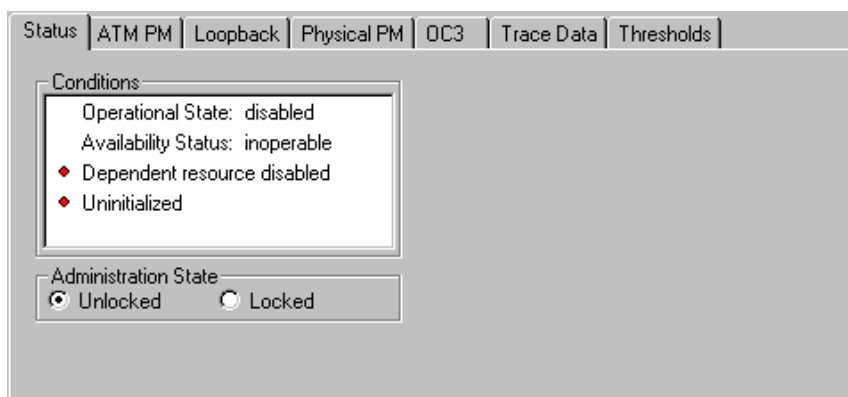 Status ATM PM Loopback Physical PM OC3 Trace Data Thresholds
Conditions
Operational State: disabled
Availability Status: inoperable
Dependent resource disabled
Uninitialized
Administration State
Unlocked Locked